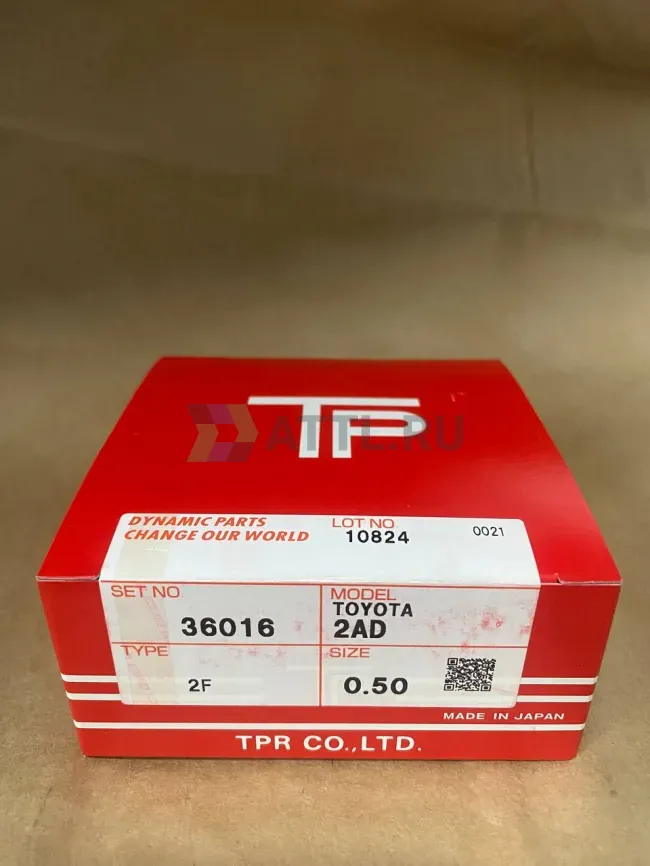 TP
ATTL.RU
DYNAMIC PARTS
CHANGE OUR WORLD
LOT NO.
10824
0021
SET NO.
36016
MODEL
TOYOTA
2AD
TYPE
2F
SIZE
0.50
MADE IN JAPAN
TPR CO.,LTD.